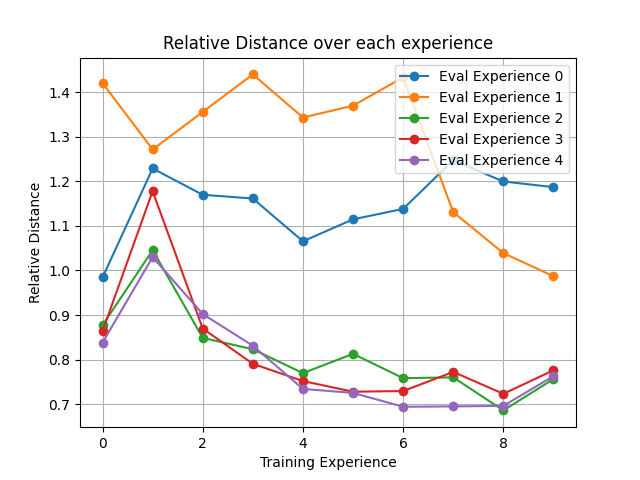 Relative Distance over each experience
Eval Experience 0
Eval Experience 1
Eval Experience 2
Eval Experience 3
Eval Experience 4
1.4
1.3
1.2
1.1
1.0
0.9
0.8
0.7
Relative Distance
0 2 4 6 8
Training Experience